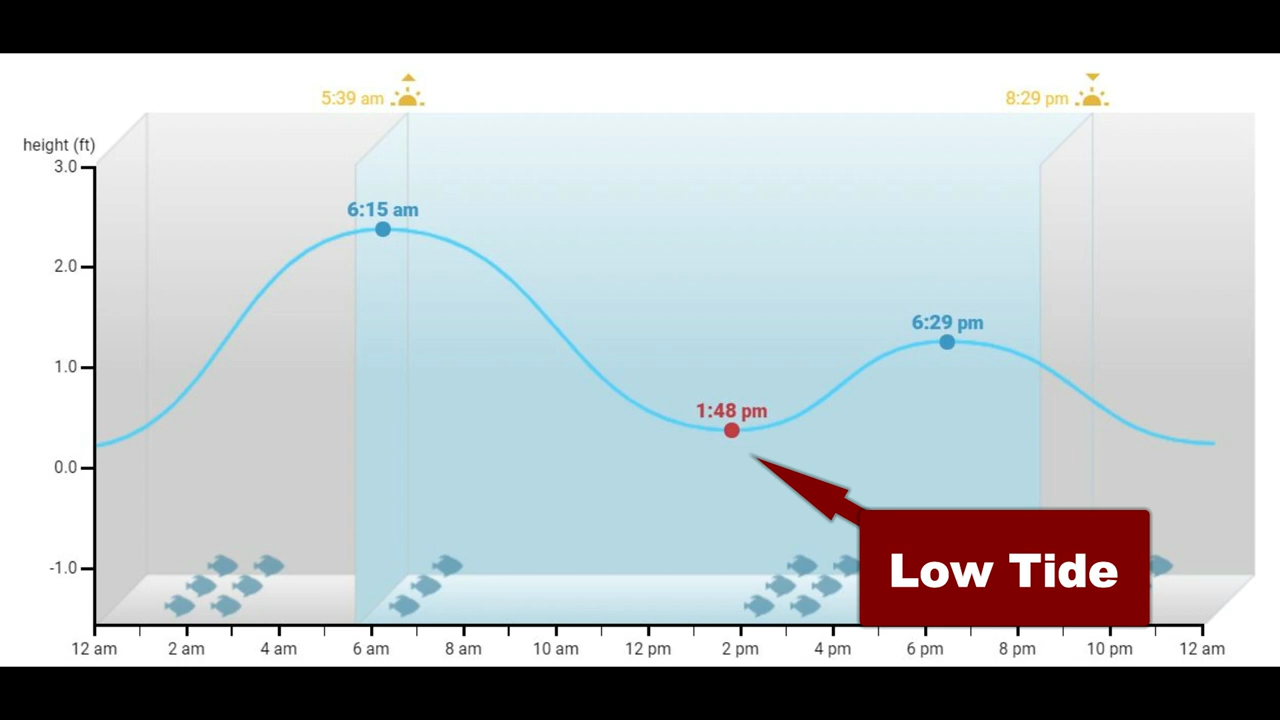 5:39 am
8:29 pm
height (ft)
3.0
6:15 am
2.0
6:29 pm
1.0
1:48 pm
0.0
Low Tide
-1.0
12 am 2 am 4 am 6 am 8 am 10 am 12 pm 2 pm 4 pm 6 pm 8 pm 10 pm 12 am